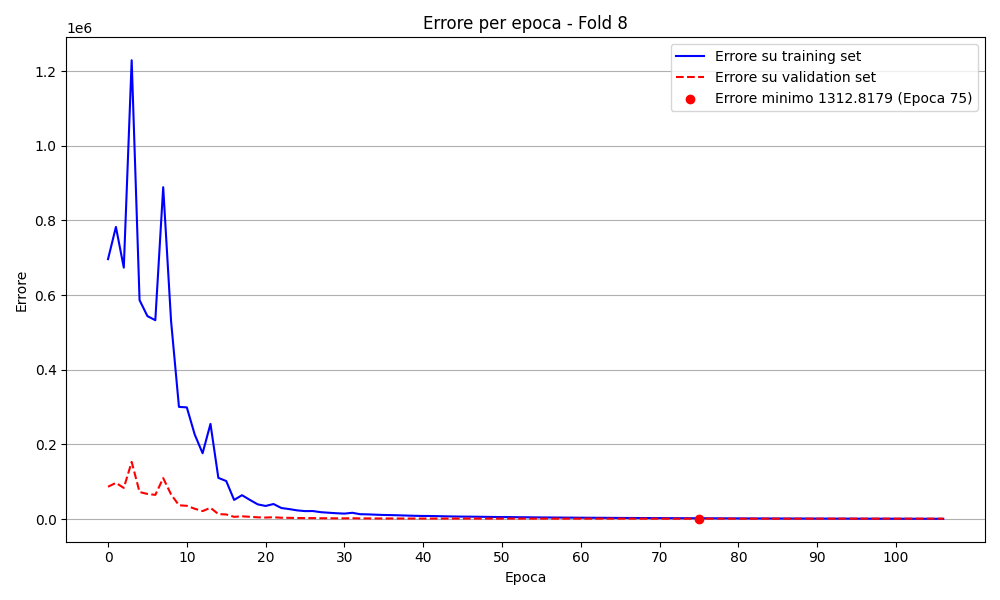 Errore per epoca - Fold 8
1e6
Errore su training set
Errore su validation set
Errore minimo 1312.8179 (Epoca 75)
1.2
1.0
0.8
0.6
0.4
0.2
0.0
Errore
0 10 20 30 40 50 60 70 80 90 100
Epoca